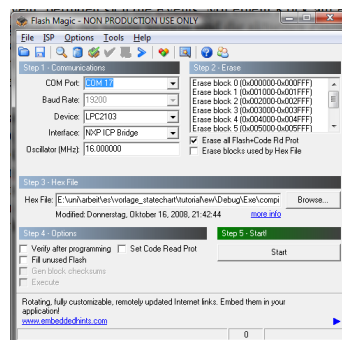 Flash Magic - NON PRODUCTION USE ONLY
File ISP Options Tools Help
Step 1 - Communications
COM Port: COM 17
Baud Rate: 19200
Device: LPC2103
Interface: NXP ICP Bridge
Oscillator (MHz): 16.000000
Step 2 - Erase
Erase block 0 (0x000000-0x000FFF)
Erase block 1 (0x001000-0x001FFF)
Erase block 2 (0x002000-0x002FFF)
Erase block 3 (0x003000-0x003FFF)
Erase block 4 (0x004000-0x004FFF)
Erase block 5 (0x005000-0x005FFF)
Erase all Flash+Code Rd Prot
Erase blocks used by Hex File
Step 3 - Hex File
Hex File: E:\uni\arbeit\es\vorlage_statechart\tutorial\ew\Debug\Exe\compi Browse...
Modified: Donnerstag, Oktober 16, 2008, 21:42:44 more info
Step 4 - Options
Verify after programming Set Code Read Prot
Fill unused Flash
Gen block checksums
Execute
Step 5 - Start!
Start
Rotating, fully customizable, remotely updated Internet links. Embed them in your
application!
www.embeddedhints.com
0